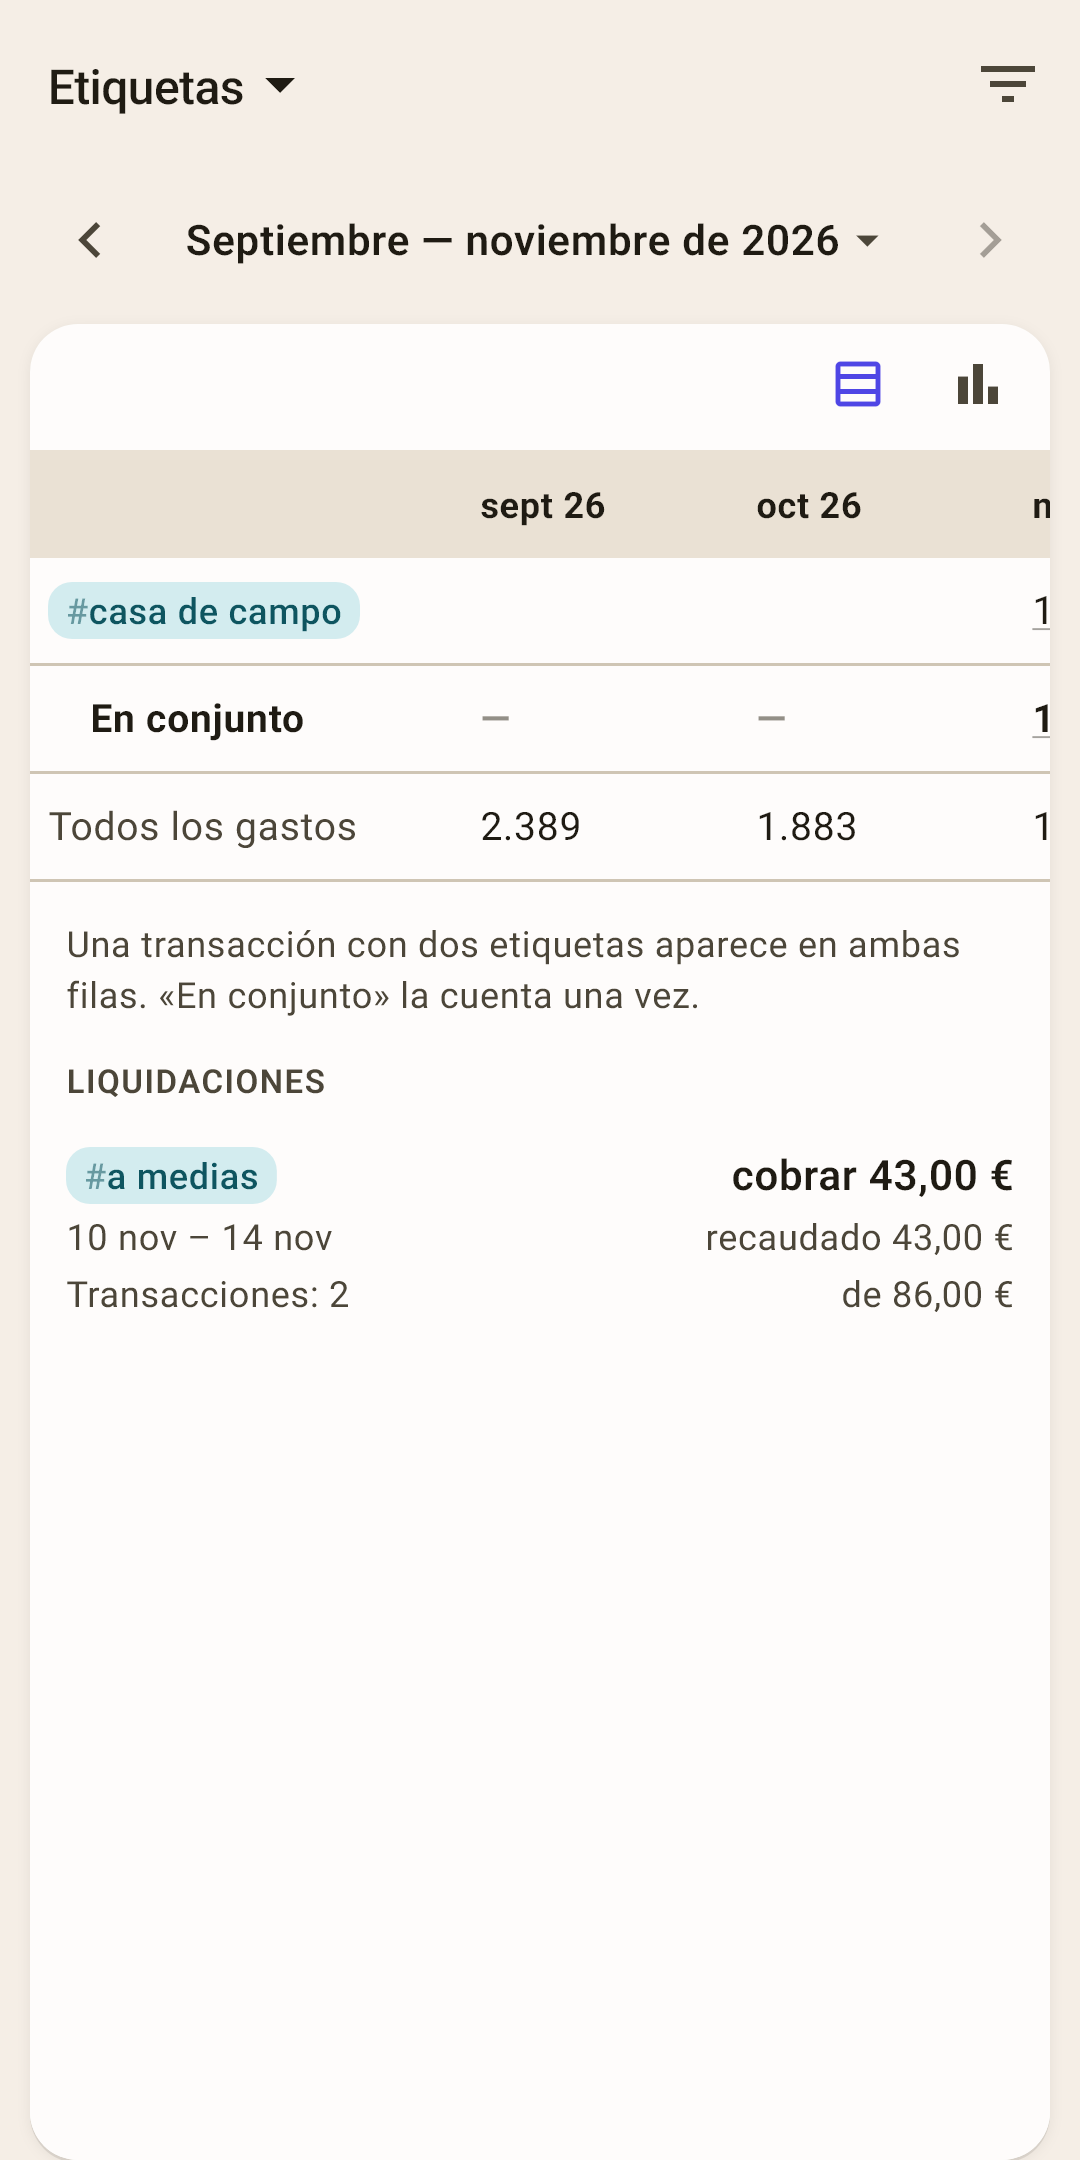 Etiquetas
Septiembre — noviembre de 2026
sept 26 oct 26
#casa de campo
En conjunto — —
Todos los gastos 2.389 1.883
Una transacción con dos etiquetas aparece en ambas
filas. «En conjunto» la cuenta una vez.
LIQUIDACIONES
#a medias cobrar 43,00 €
10 nov – 14 nov recaudado 43,00 €
Transacciones: 2 de 86,00 €